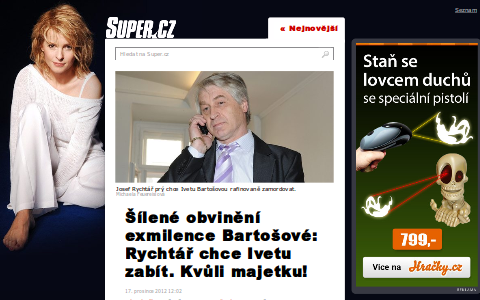 SUPER.CZ
« Nejnovější
Seznam
Hledat na Super.cz
Josef Rychtář prý chce Ivetu Bartošovou rafinovaně zamordovat.
Šílené obvinění
exmilence Bartošové:
Rychtář chce Ivetu
zabít. Kvůli majetku!
17. prosince 2012 12:02
Staň se
lovcem duchů
se speciální pistolí
799,-
Více na Hračky.cz